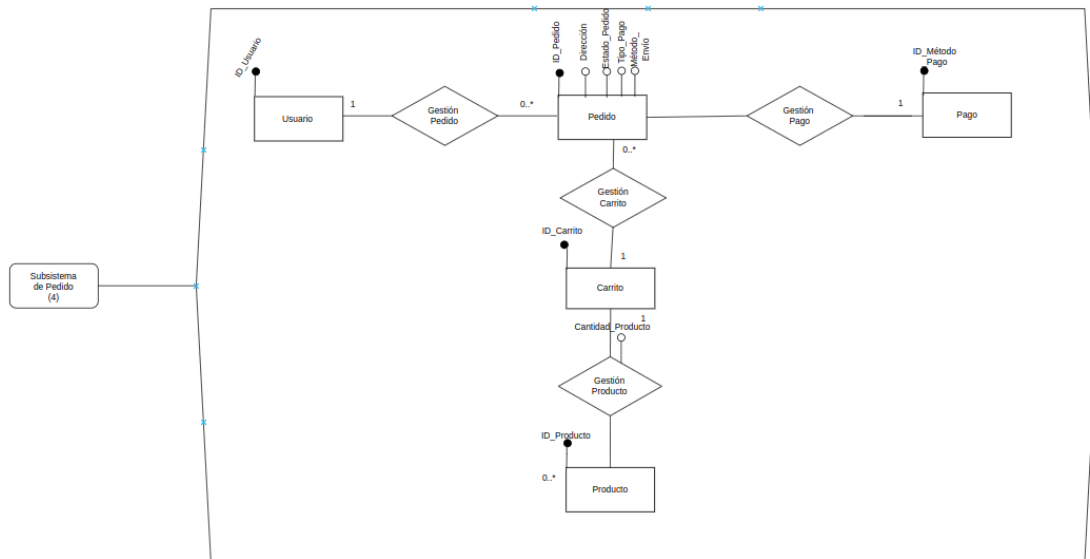 ID_Usuario
ID_Pedido
Dirección
Estado_Pedido
Tipo_Pago
Método_
Envío
ID_Método
Pago
Usuario
1
Gestión
Pedido
0..*
Pedido
Gestión
Pago
1
Pago
0..*
Gestión
Carrito
ID_Carrito
1
Subsistema
de Pedido
(4)
Carrito
1
Cantidad_Producto
Gestión
Producto
ID_Producto
0..*
Producto